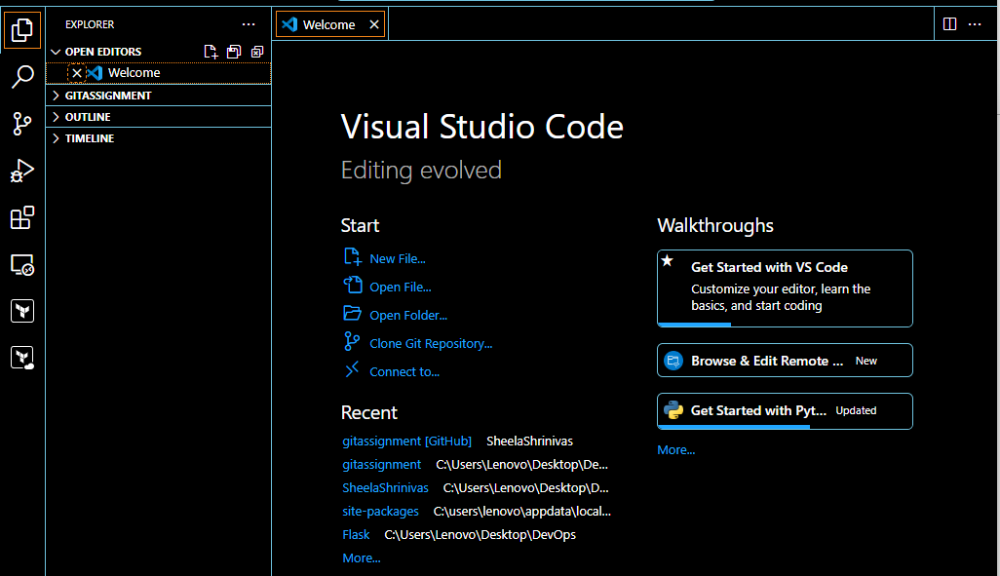 EXPLORER
OPEN EDITORS
Welcome
GITASSIGNMENT
OUTLINE
TIMELINE
Welcome
Visual Studio Code
Editing evolved
Start
New File...
Open File...
Open Folder...
Clone Git Repository...
Connect to...
Recent
gitassignment [GitHub] SheelaShrinivas
gitassignment C:\Users\Lenovo\Desktop\De...
SheelaShrinivas C:\Users\Lenovo\Desktop\D...
site-packages C:\users\lenovo\appdata\local...
Flask C:\Users\Lenovo\Desktop\DevOps
More...
Walkthroughs
Get Started with VS Code
Customize your editor, learn the
basics, and start coding
Browse & Edit Remote ... New
Get Started with Pyt... Updated
More...